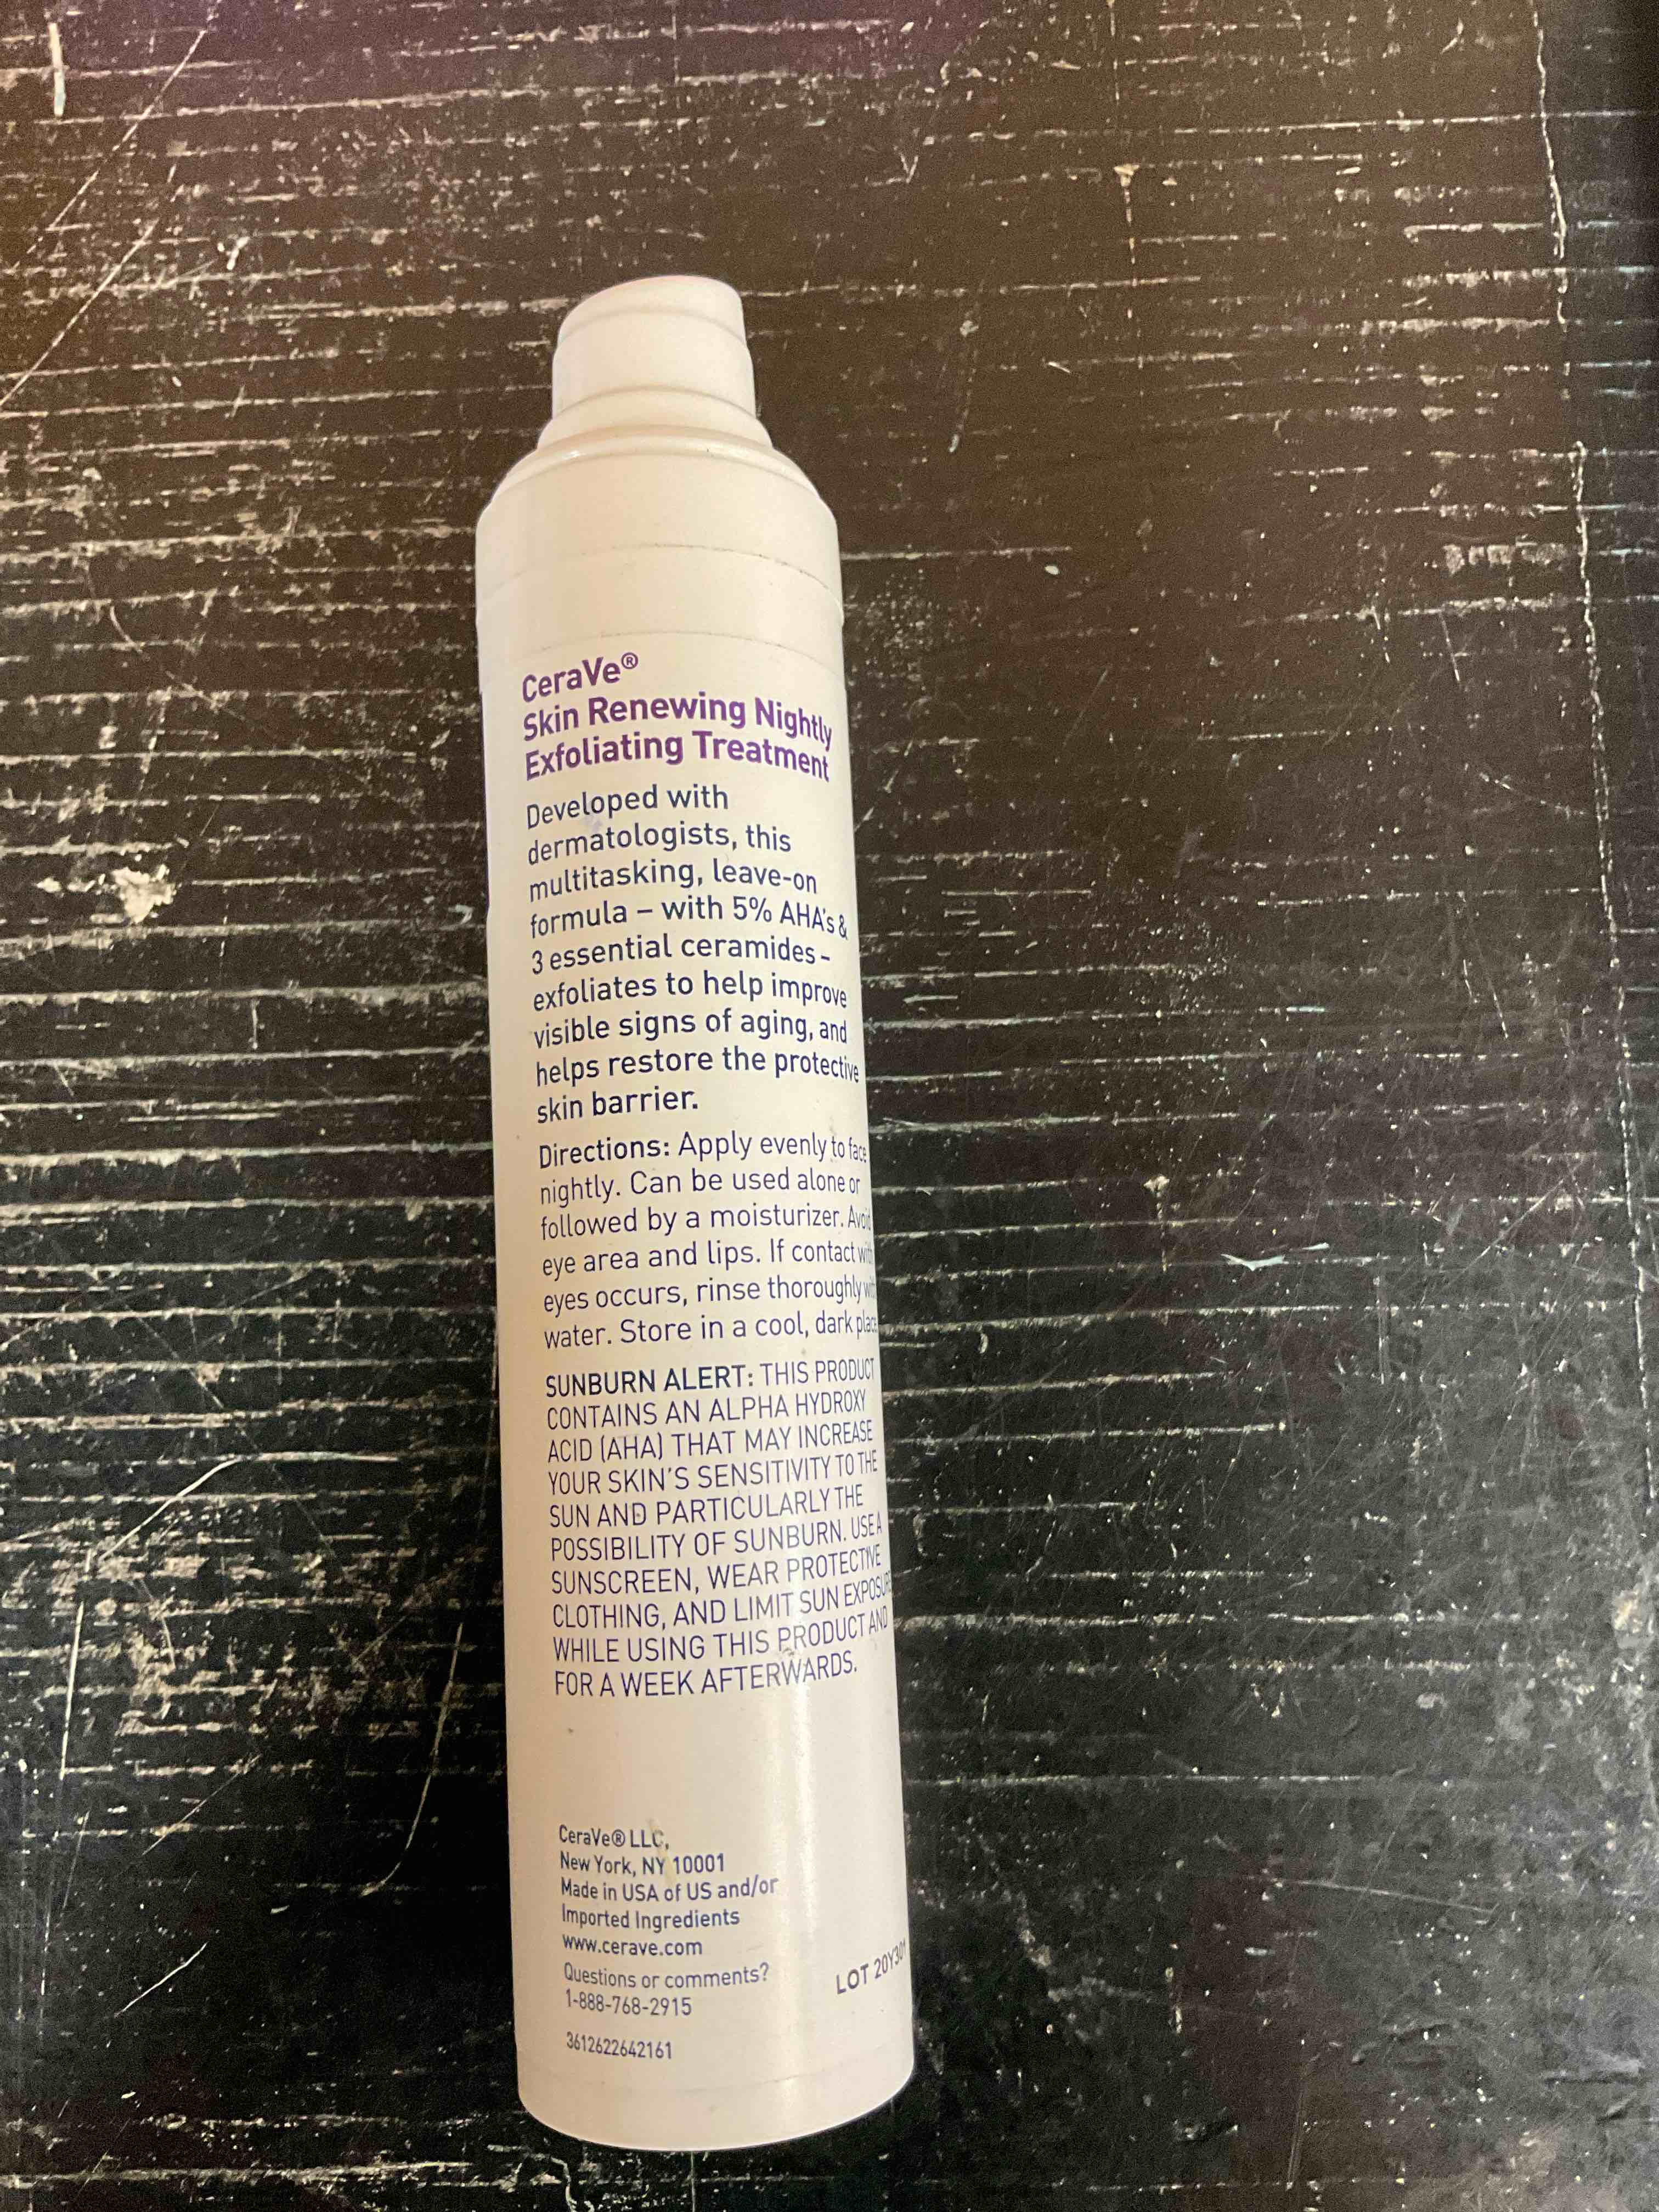 CeraVe®
Skin Renewing Nightly
Exfoliating Treatment
Developed with
dermatologists, this
multitasking, leave-on
formula – with 5% AHA's &
3 essential ceramides –
exfoliates to help improve
visible signs of aging, and
helps restore the protective
skin barrier.
Directions: Apply evenly to face
nightly. Can be used alone or
followed by a moisturizer. Avoid
eye area and lips. If contact with
eyes occurs, rinse thoroughly with
water. Store in a cool, dark place
SUNBURN ALERT: THIS PRODUCT
CONTAINS AN ALPHA HYDROXY
ACID (AHA) THAT MAY INCREASE
YOUR SKIN'S SENSITIVITY TO THE
SUN AND PARTICULARLY THE
POSSIBILITY OF SUNBURN. USE A
SUNSCREEN, WEAR PROTECTIVE
CLOTHING, AND LIMIT SUN EXPOSURE
WHILE USING THIS PRODUCT AND
FOR A WEEK AFTERWARDS.
CeraVe® LLC,
New York, NY 10001
Made in USA of US and/or
Imported Ingredients
www.cerave.com
Questions or comments?
1-888-768-2915
3612622642161
LOT 20Y301